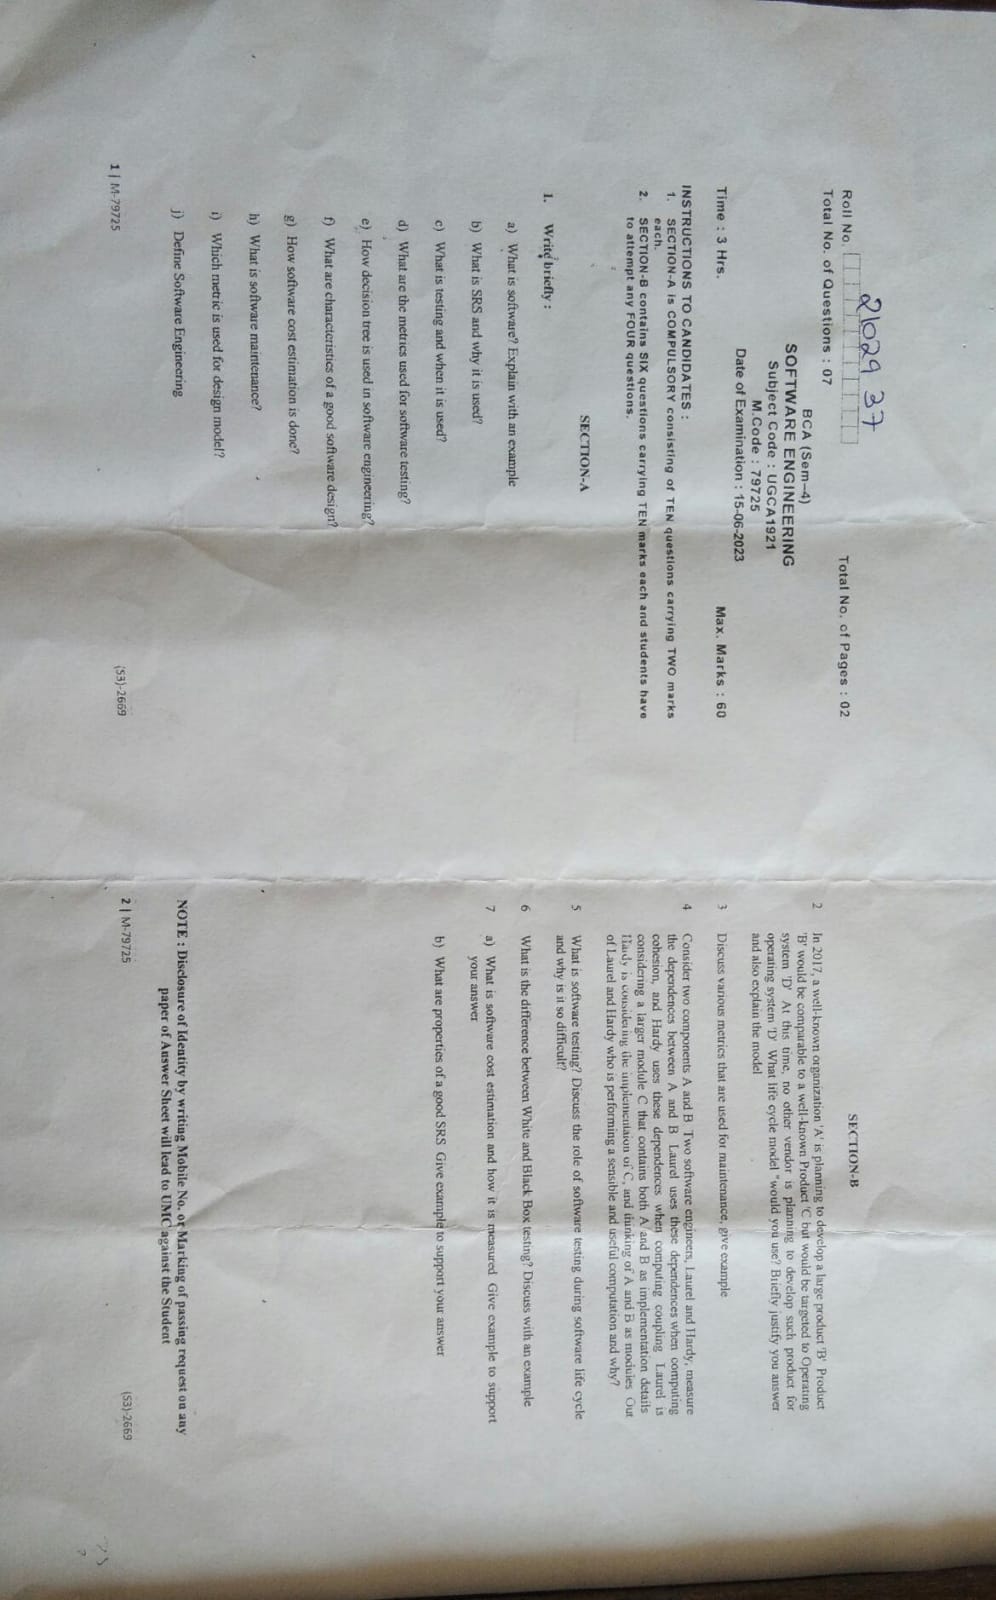 2102937
Roll No.
Total No. of Pages : 02
Total No. of Questions : 07
BCA (Sem–4)
SOFTWARE ENGINEERING
Subject Code : UGCA1921
M.Code : 79725
Date of Examination : 15-06-2023
Time : 3 Hrs.
Max. Marks : 60
INSTRUCTIONS TO CANDIDATES :
1. SECTION-A is COMPULSORY consisting of TEN questions carrying TWO marks
each.
2. SECTION-B contains SIX questions carrying TEN marks each and students have
to attempt any FOUR questions.
SECTION-A
1. Write briefly :
a) What is software? Explain with an example
b) What is SRS and why it is used?
c) What is testing and when it is used?
d) What are the metrics used for software testing?
e) How decision tree is used in software engineering?
f) What are characteristics of a good software design?
g) How software cost estimation is done?
h) What is software maintenance?
i) Which metric is used for design model?
j) Define Software Engineering
1 | M-79725
(S3)-2669
SECTION-B
2 In 2017, a well-known organization 'A' is planning to develop a large product 'B' Product
'B' would be comparable to a well-known Product 'C but would be targeted to Operating
system 'D' At this time, no other vendor is planning to develop such product for
operating system 'D' What life cycle model "would you use? Briefly justify you answer
and also explain the model
3 Discuss various metrics that are used for maintenance, give example
4 Consider two components A and B Two software engineers, Laurel and Hardy, measure
the dependences between A and B Laurel uses these dependences when computing
cohesion, and Hardy uses these dependences when computing coupling Laurel is
considering a larger module C that contains both A and B as implementation details
Hardy is considering the implementaion of C, and thinking of A and B as modules Out
of Laurel and Hardy who is performing a sensible and useful computation and why?
5 What is software testing? Discuss the role of software testing during software life cycle
and why is it so difficult?
6 What is the difference between White and Black Box testing? Discuss with an example
7 a) What is software cost estimation and how it is measured Give example to support
your answer
b) What are properties of a good SRS Give example to support your answer
NOTE : Disclosure of Identity by writing Mobile No. or Marking of passing request on any
paper of Answer Sheet will lead to UMC against the Student
2 | M-79725
(S3)-2669